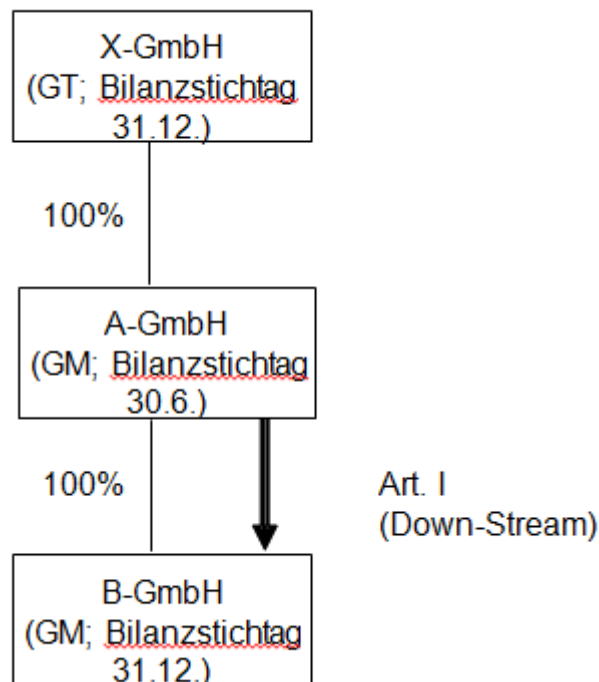 X-GmbH
(GT; Bilanzstichtag
31.12.)
100%
A-GmbH
(GM; Bilanzstichtag
30.6.)
100%
Art. I
(Down-Stream)
B-GmbH
(GM; Bilanzstichtag
31.12.)